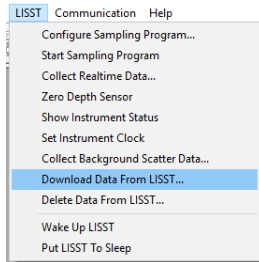 LISST Communication Help
Configure Sampling Program...
Start Sampling Program
Collect Realtime Data...
Zero Depth Sensor
Show Instrument Status
Set Instrument Clock
Collect Background Scatter Data...
Download Data From LISST...
Delete Data From LISST...
Wake Up LISST
Put LISST To Sleep